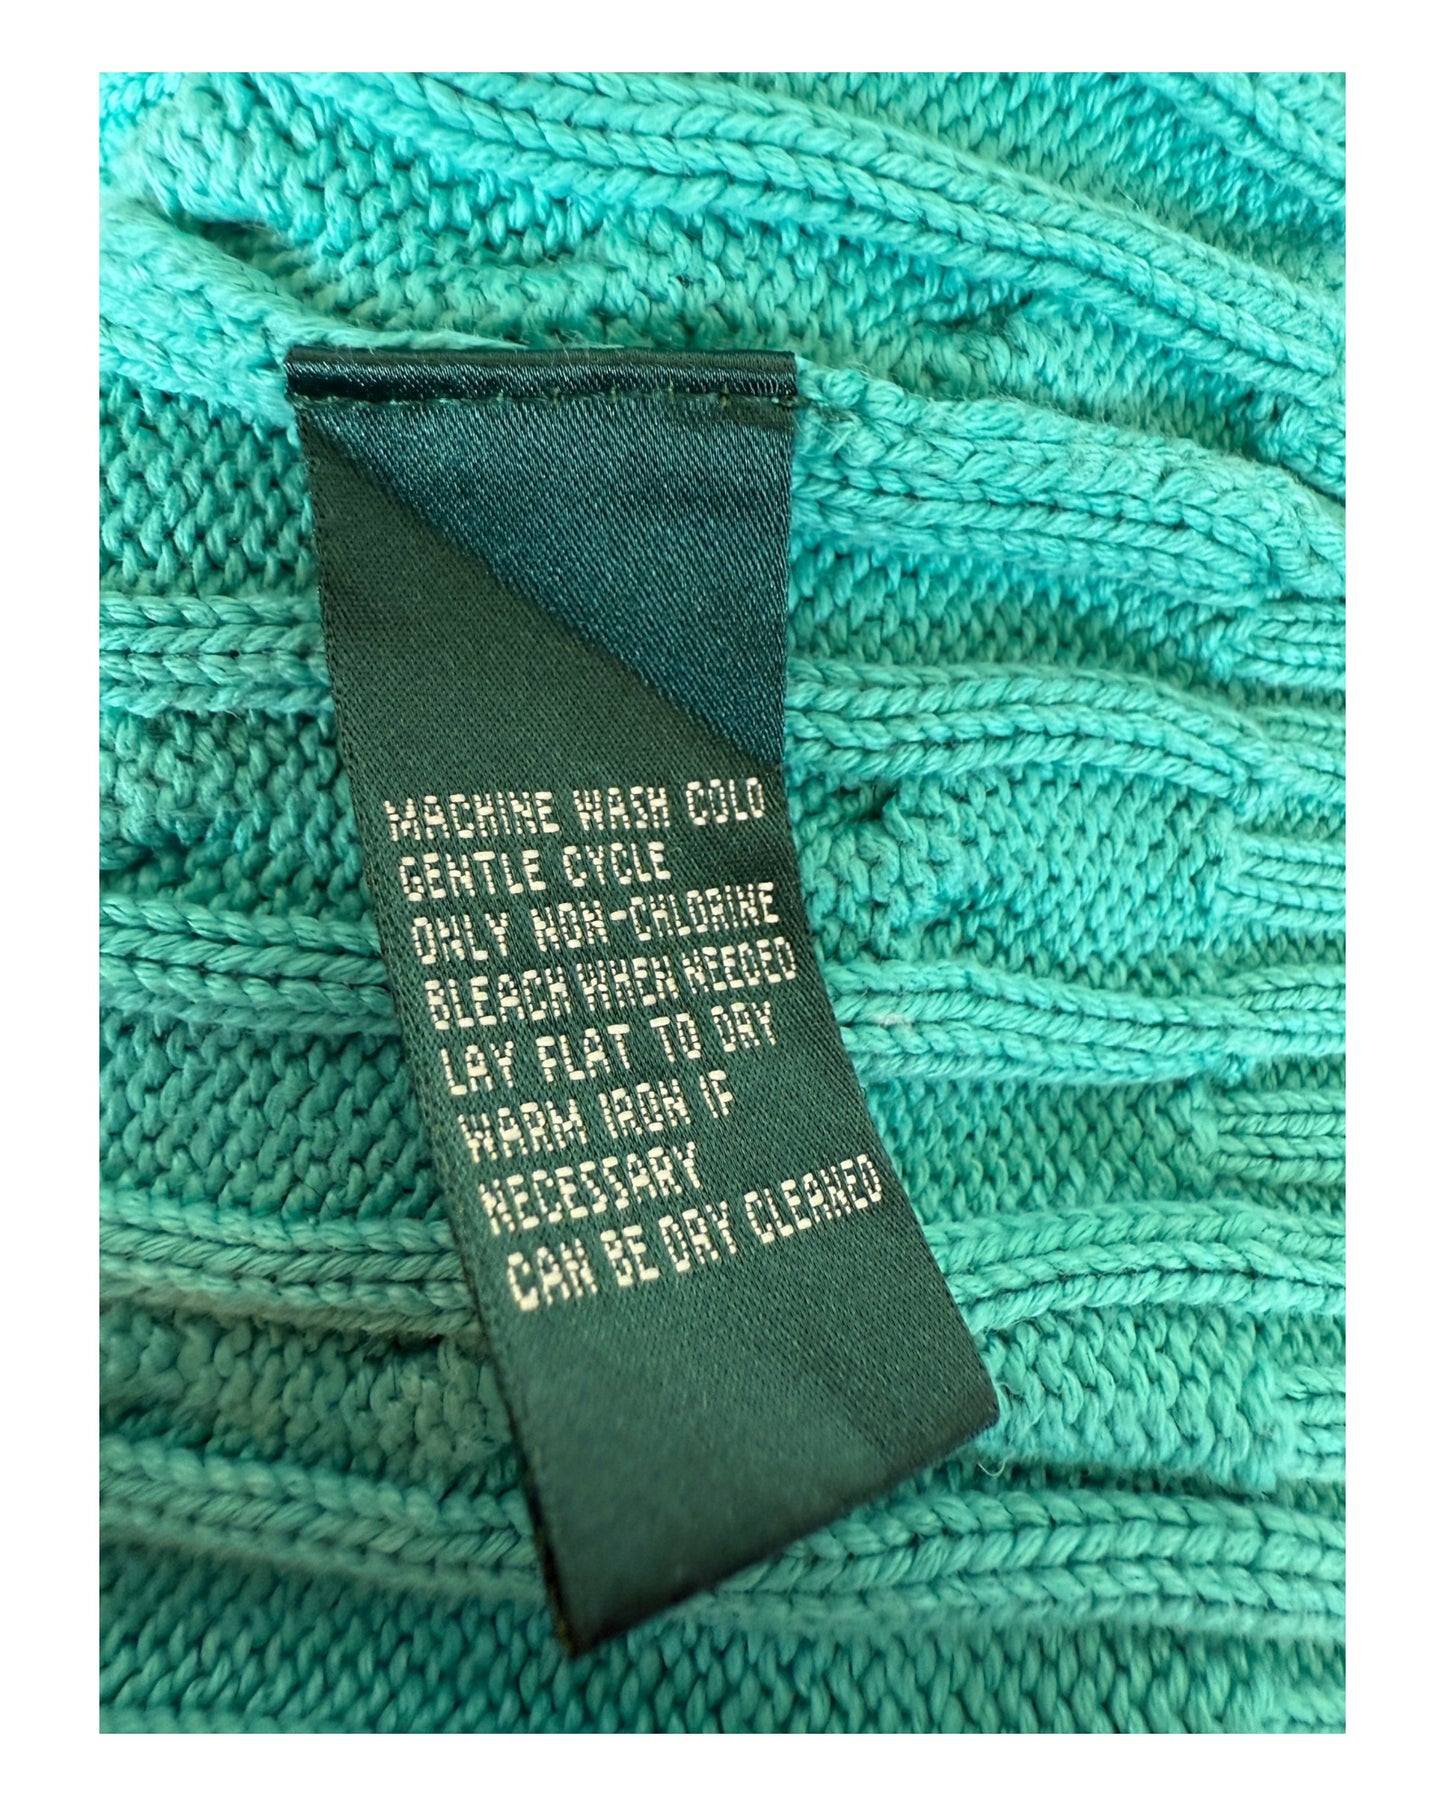 MACHINE WASH COLD
GENTLE CYCLE
ONLY NON-CHLORINE
BLEACH WHEN NEEDED
LAY FLAT TO DRY
WARM IRON IF
NECESSARY
CAN BE DRY CLEANED